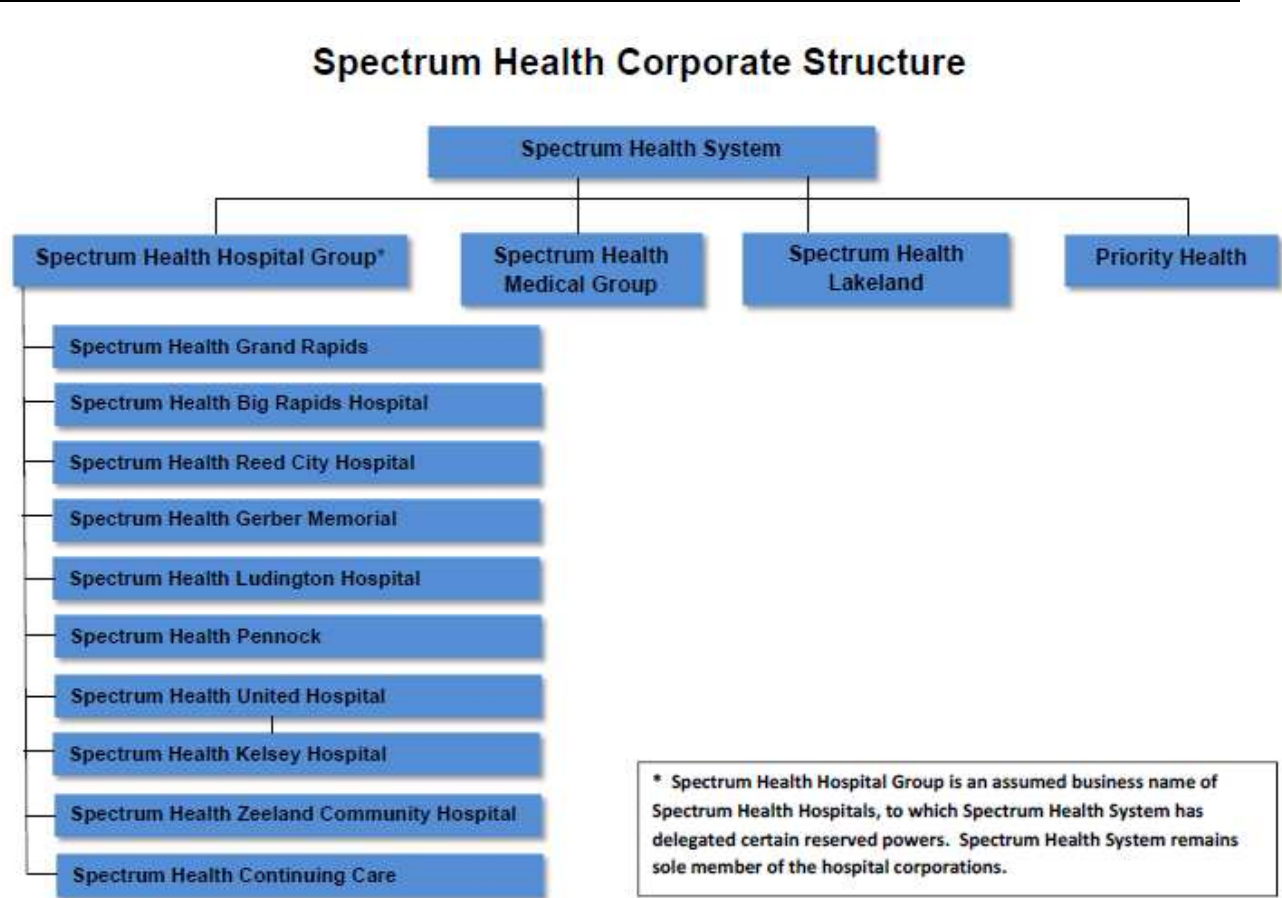 Spectrum Health Corporate Structure
Spectrum Health System
Spectrum Health Hospital Group*
Spectrum Health
Medical Group
Spectrum Health
Lakeland
Priority Health
Spectrum Health Grand Rapids
Spectrum Health Big Rapids Hospital
Spectrum Health Reed City Hospital
Spectrum Health Gerber Memorial
Spectrum Health Ludington Hospital
Spectrum Health Pennock
Spectrum Health United Hospital
Spectrum Health Kelsey Hospital
Spectrum Health Zeeland Community Hospital
Spectrum Health Continuing Care
* Spectrum Health Hospital Group is an assumed business name of
Spectrum Health Hospitals, to which Spectrum Health System has
delegated certain reserved powers. Spectrum Health System remains
sole member of the hospital corporations.